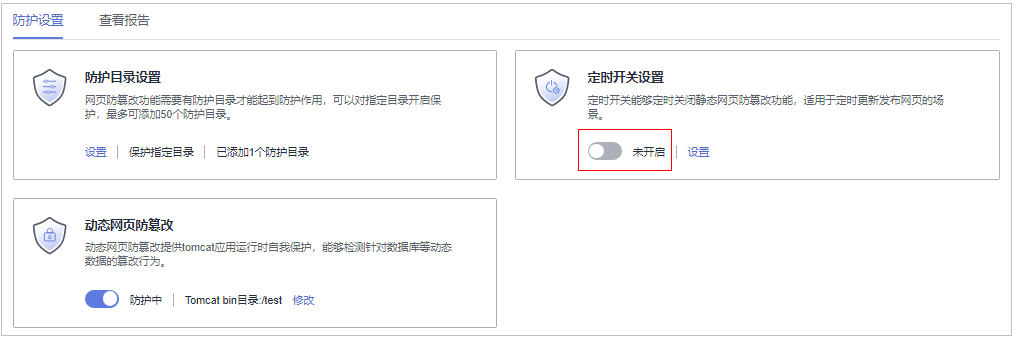 防护设置 查看报告
防护目录设置
网页防篡改功能需要有防护目录才能起到防护作用，可以对指定目录开启保
护，最多可添加50个防护目录。
设置 保护指定目录 已添加1个防护目录
定时开关设置
定时开关能够定时关闭静态网页防篡改功能，适用于定时更新发布网页的场
景。
未开启 设置
动态网页防篡改
动态网页防篡改提供tomcat应用运行时自我保护，能够检测针对数据库等动态
数据的篡改行为。
防护中 Tomcat bin目录:/test 修改